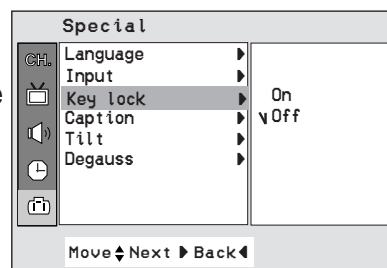 Special
CH.
Language
Input
Key lock
Caption
Tilt
Degauss
On
Off
Move Next Back
e